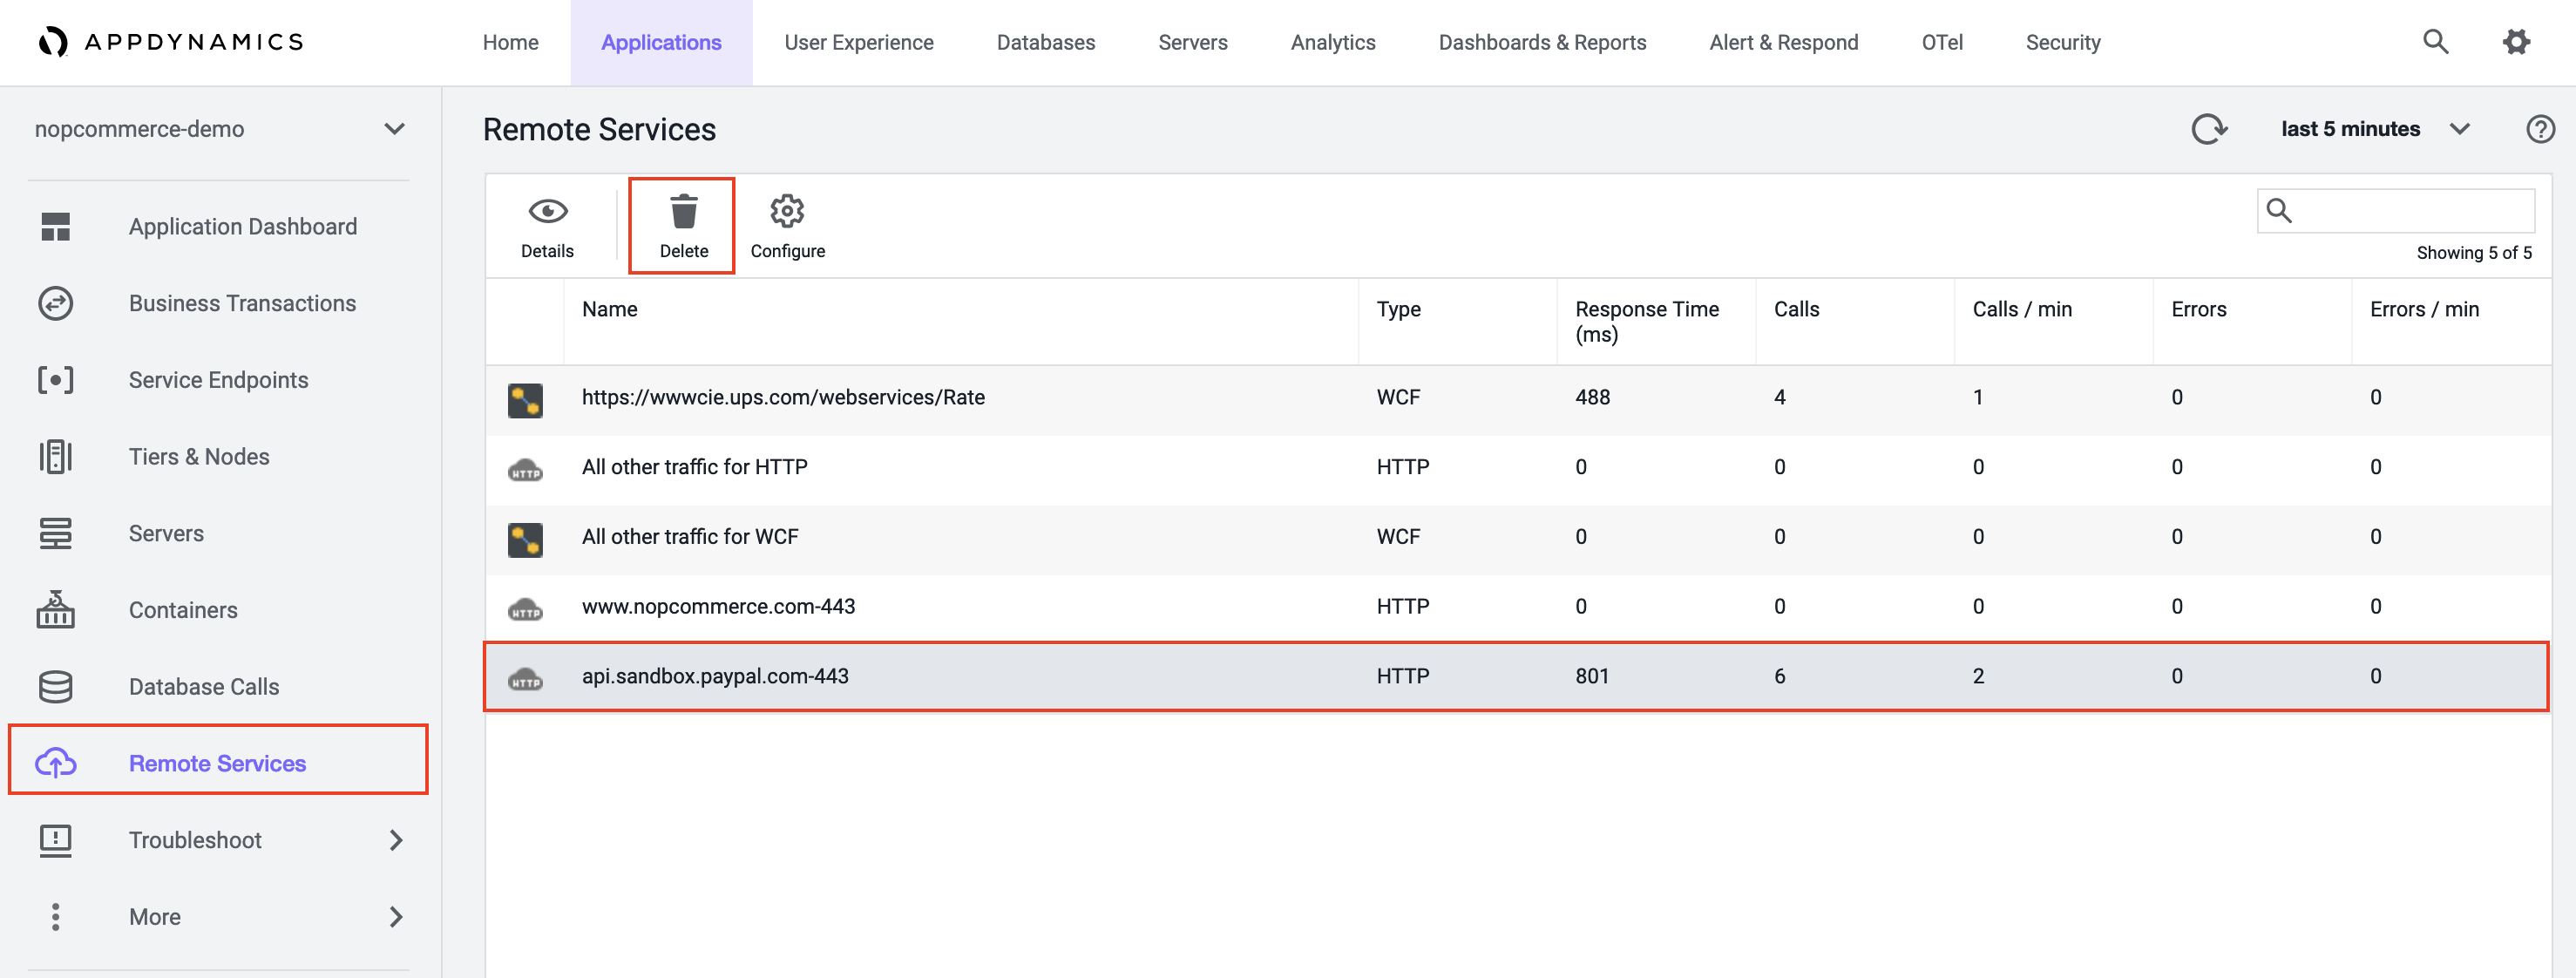 APPDYNAMICS
Home Applications User Experience Databases Servers Analytics Dashboards & Reports Alert & Respond OTel Security
nopcommerce-demo
Remote Services
last 5 minutes
Application Dashboard
Business Transactions
Service Endpoints
Tiers & Nodes
Servers
Containers
Database Calls
Remote Services
Troubleshoot
More
Details Delete Configure
Showing 5 of 5
Name Type Response Time (ms) Calls Calls / min Errors Errors / min
https://wwwcie.ups.com/webservices/Rate WCF 488 4 1 0 0
HTTP All other traffic for HTTP HTTP 0 0 0 0 0
All other traffic for WCF WCF 0 0 0 0 0
HTTP www.nopcommerce.com-443 HTTP 0 0 0 0 0
HTTP api.sandbox.paypal.com-443 HTTP 801 6 2 0 0